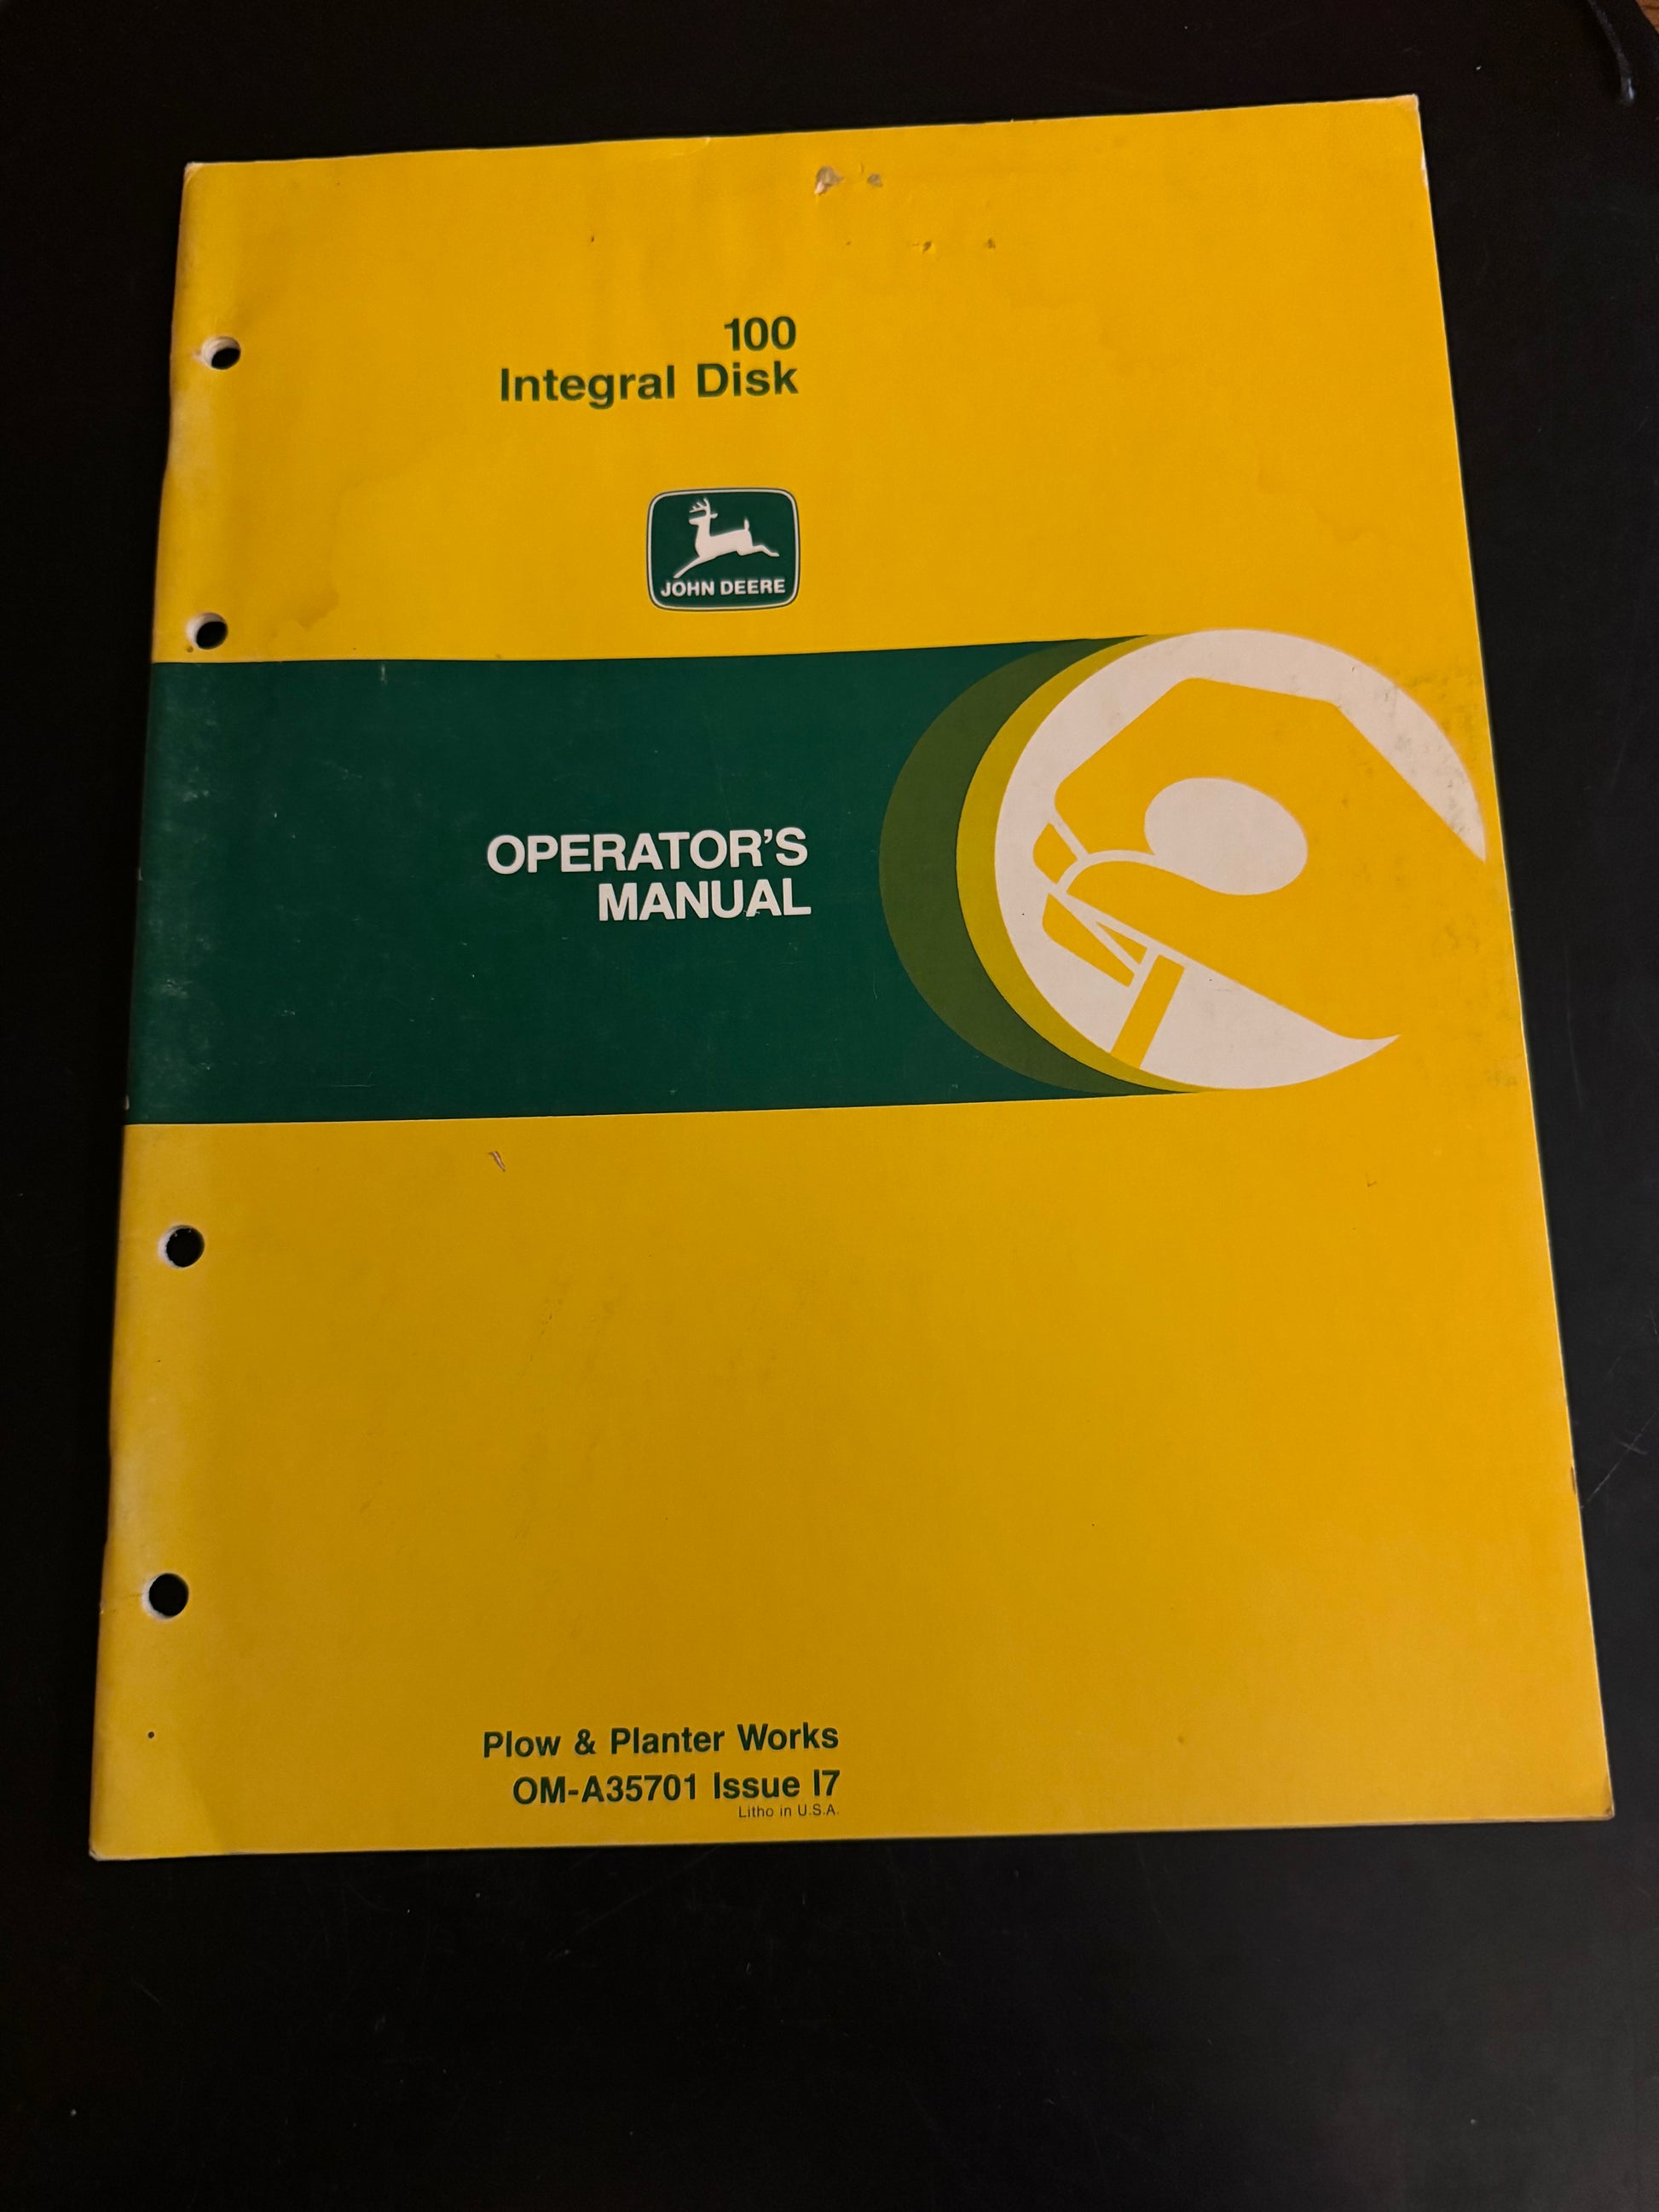 100
Integral Disk
JOHN DEERE
OPERATOR'S
MANUAL
Plow & Planter Works
OM-A35701 Issue I7
Litho in U.S.A.